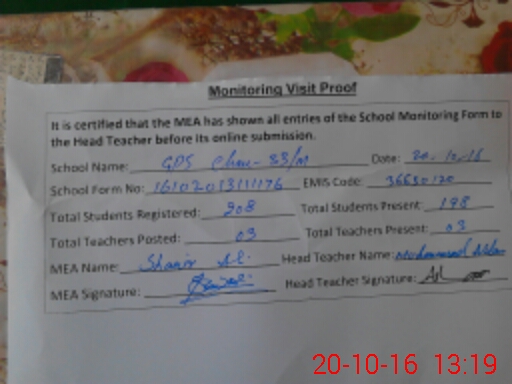 Monitoring Visit Proof
It is certified that the MEA has shown all entries of the School Monitoring Form to
the Head Teacher before its online submission.
School Name: GPS Chow-33/M Date: 20-10-16
School Form No: EMIS Code: 36630120
Total Students Registered: 208 Total Students Present: 198
Total Teachers Posted: 03 Total Teachers Present: 03
MEA Name: Head Teacher Name: Muhammad
MEA Signature: Head Teacher Signature:
20-10-16 13:19